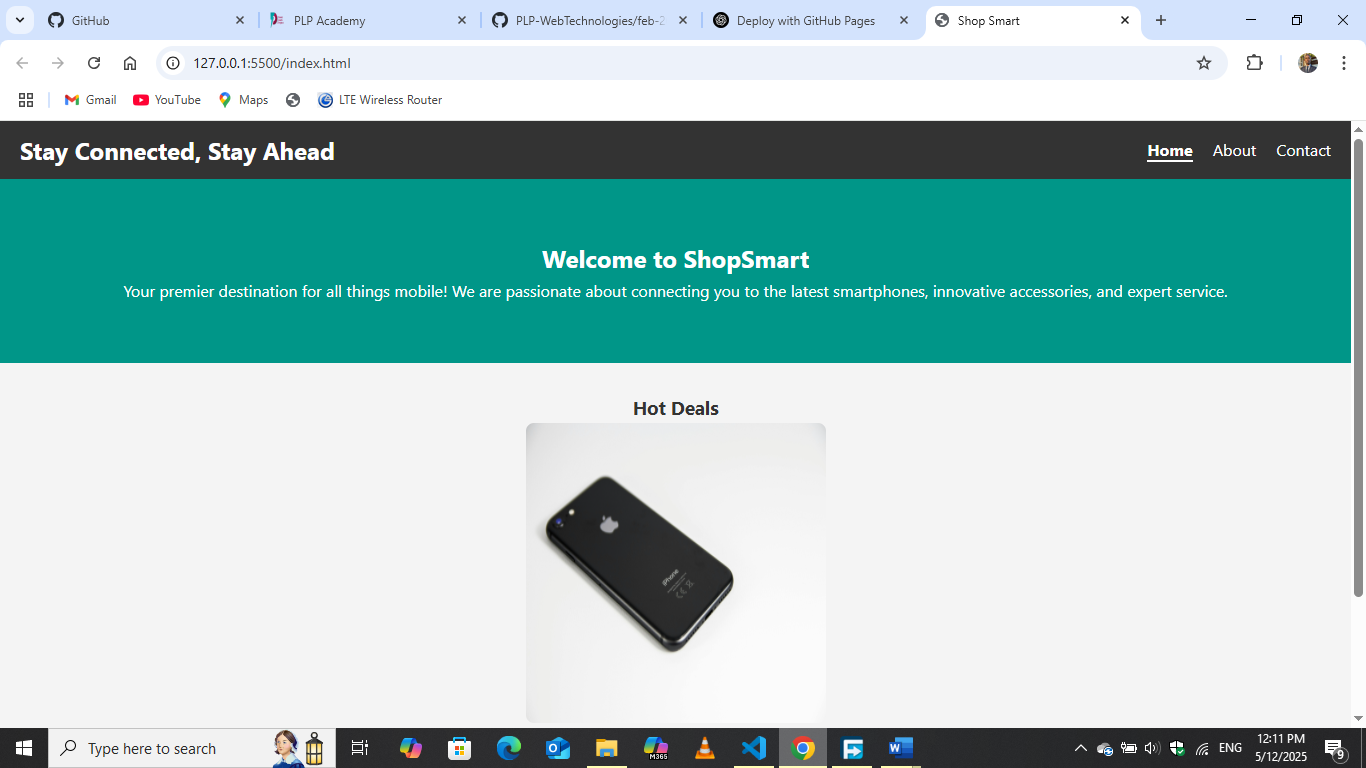 GitHub
PLP Academy
PLP-WebTechnologies/feb-2
Deploy with GitHub Pages
Shop Smart
127.0.0.1:5500/index.html
Gmail
YouTube
Maps
LTE Wireless Router
Stay Connected, Stay Ahead
Home
About
Contact
Welcome to ShopSmart
Your premier destination for all things mobile! We are passionate about connecting you to the latest smartphones, innovative accessories, and expert service.
Hot Deals
iPhone
Type here to search
M365
ENG
12:11 PM
5/12/2025
9